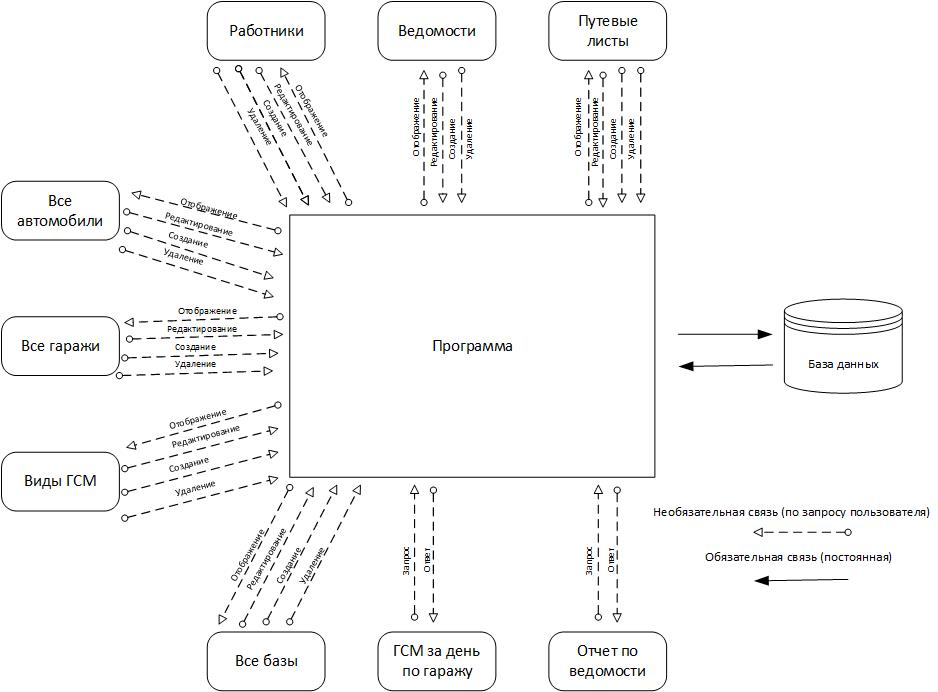 Работники
Ведомости
Путевые
листы
Удаление
Создание
Редактирование
Отображение
Отображение
Редактирование
Создание
Удаление
Отображение
Редактирование
Создание
Удаление
Все
автомобили
Отображение
Редактирование
Создание
Удаление
Все гаражи
Отображение
Редактирование
Создание
Удаление
Программа
База данных
Виды ГСМ
Отображение
Редактирование
Создание
Удаление
Отображение
Редактирование
Создание
Удаление
Запрос
Ответ
Запрос
Ответ
Необязательная связь (по запросу пользователя)
Обязательная связь (постоянная)
Все базы
ГСМ за день
по гаражу
Отчет по
ведомости